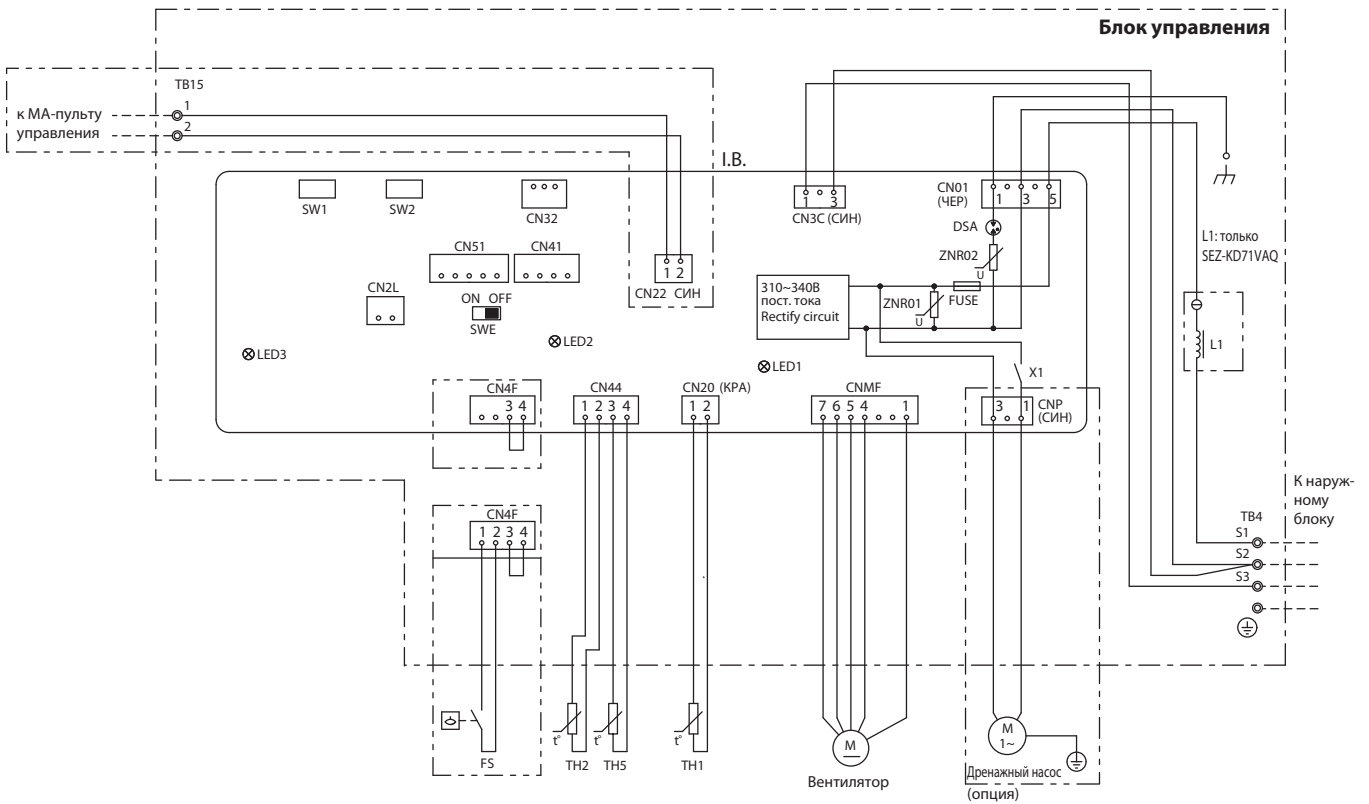 Блок управления
TB15
к МА-пульту
управления
1
2
I.B.
SW1
SW2
CN32
1 3
CN3C (СИН)
CN01
(ЧЕР)
1 3 5
DSA
ZNR02
U
L1: только
SEZ-KD71VAQ
CN51
CN41
1 2
CN22 СИН
CN2L
ON OFF
SWE
310~340В
пост. тока
Rectify circuit
ZNR01
U
FUSE
L1
LED3
LED2
LED1
X1
CN4F
3 4
CN44
1 2 3 4
CN20 (КРА)
1 2
CNMF
7 6 5 4 1
3 1
CNP
(СИН)
К наруж-
ному
блоку
TB4
S1
S2
S3
CN4F
1 2 3 4
FS
t°
TH2
t°
TH5
t°
TH1
M
Вентилятор
M
1~
Дренажный насос
(опция)